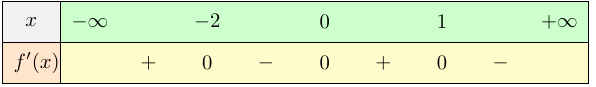 x −∞ −2 0 1 +∞
f′(x) + 0 − 0 + 0 −